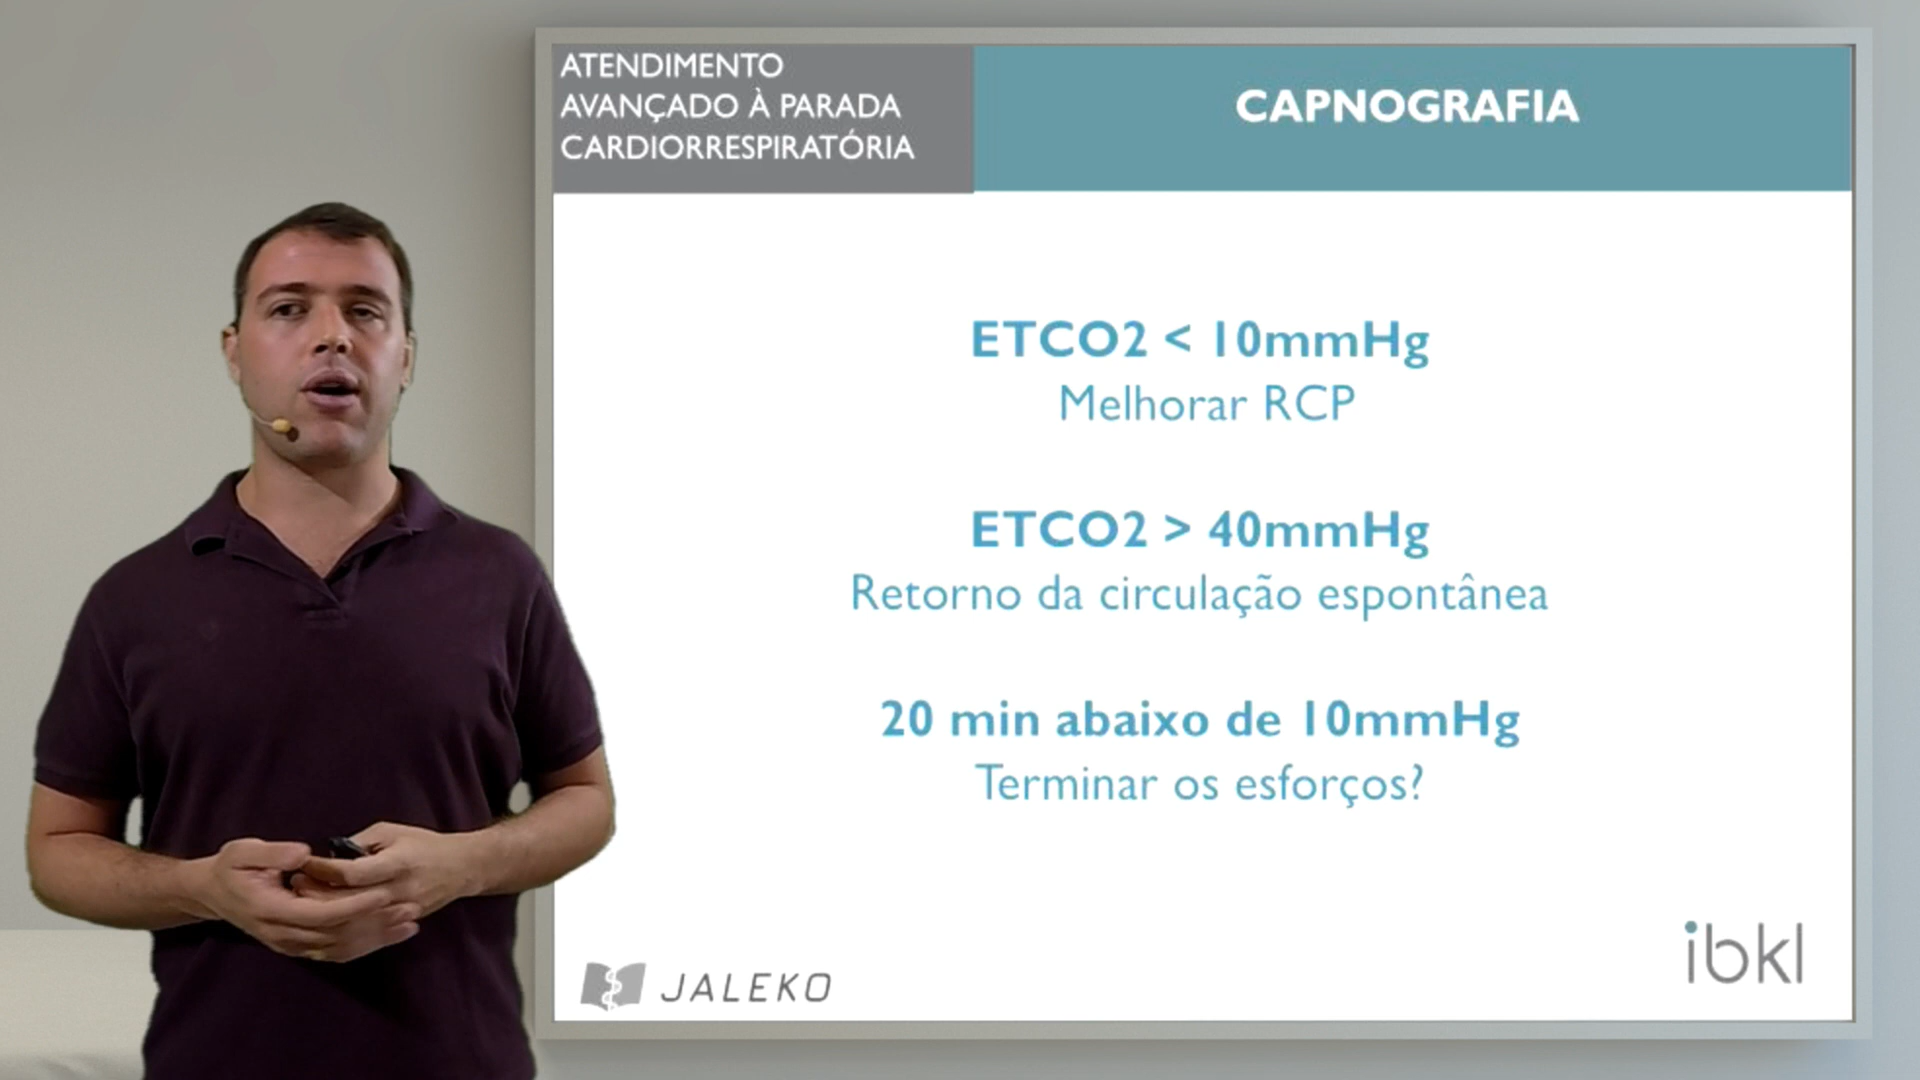 ATENDIMENTO
AVANÇADO À PARADA
CARDIORRESPIRATÓRIA
CAPNOGRAFIA
ETCO2 < 10mmHg
Melhorar RCP
ETCO2 > 40mmHg
Retorno da circulação espontânea
20 min abaixo de 10mmHg
Terminar os esforços?
JALEKO
ibkl